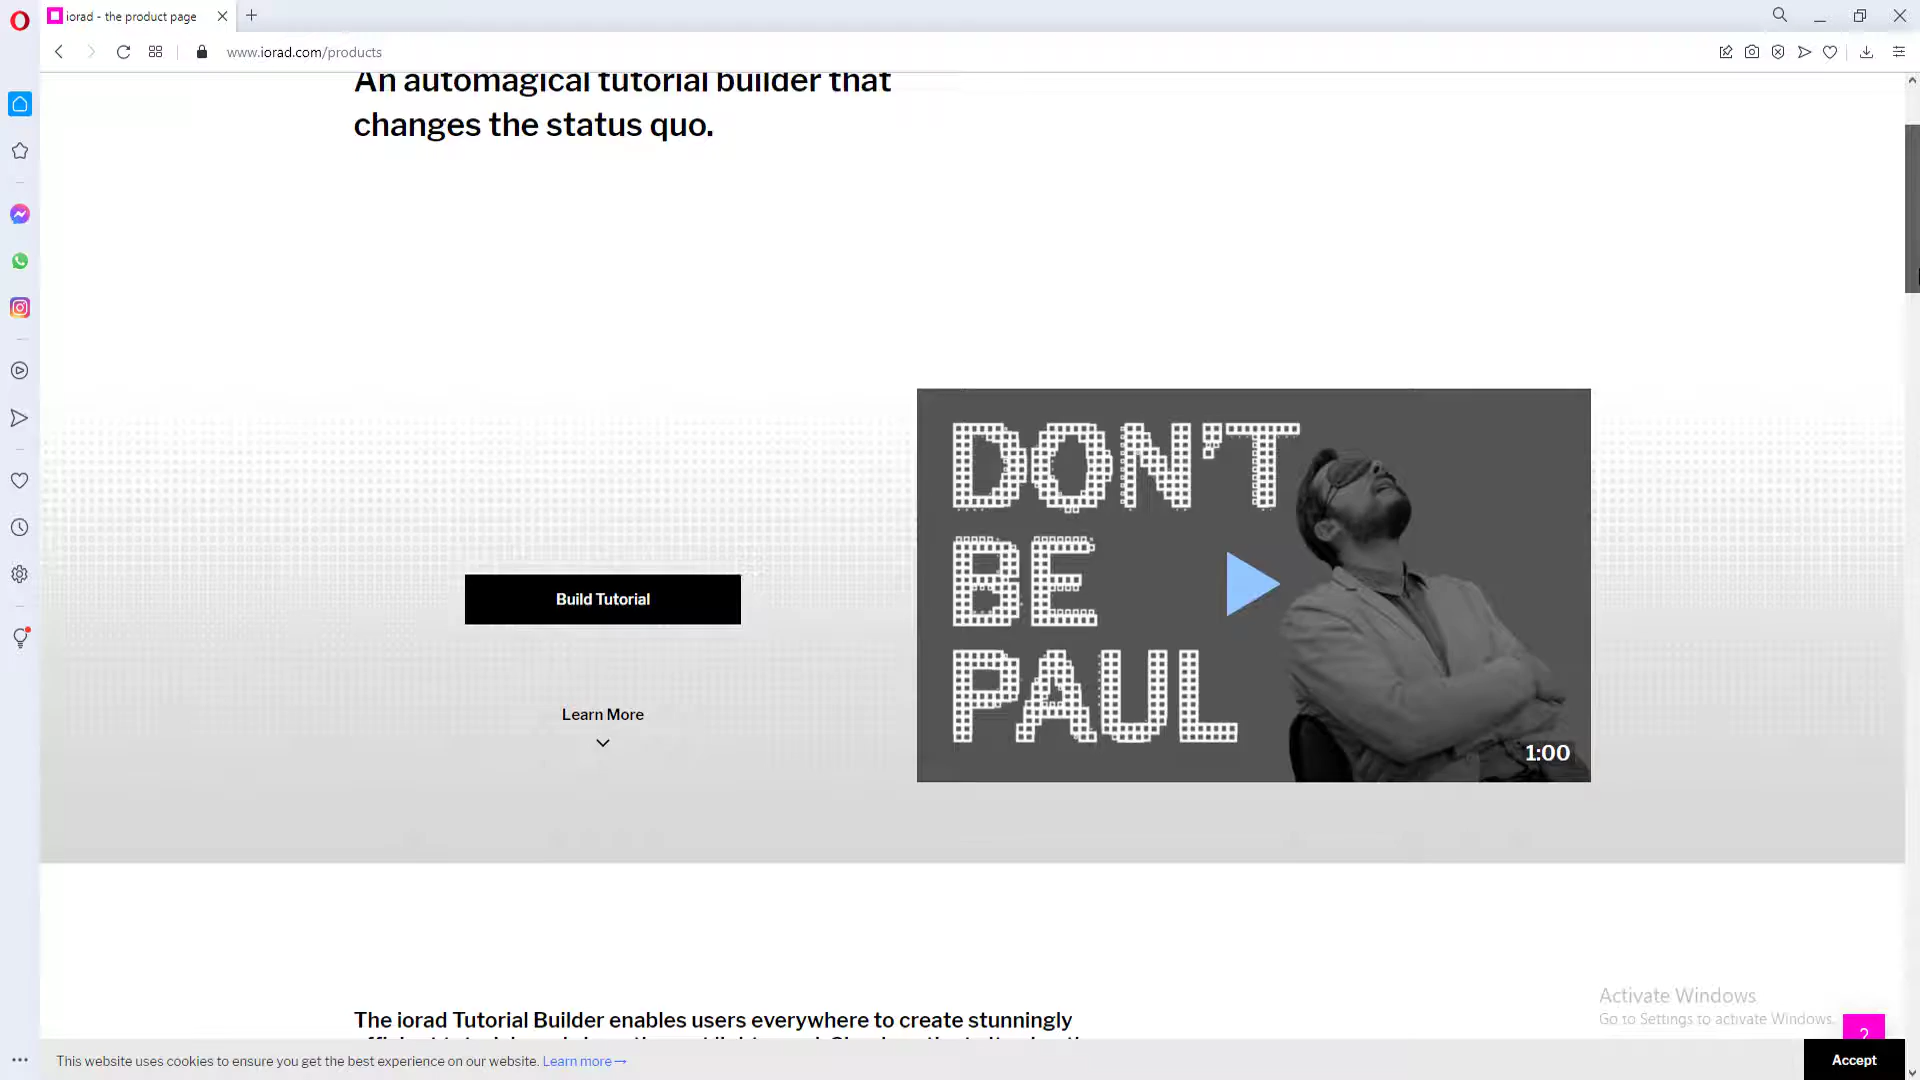 iorad - the product page
www.iorad.com/products
An automagical tutorial builder that
changes the status quo.
DON'T
BE
PAUL
1:00
Build Tutorial
Learn More
The iorad Tutorial Builder enables users everywhere to create stunningly
Activate Windows
Go to Settings to activate Windows.
?
This website uses cookies to ensure you get the best experience on our website. Learn more→
Accept